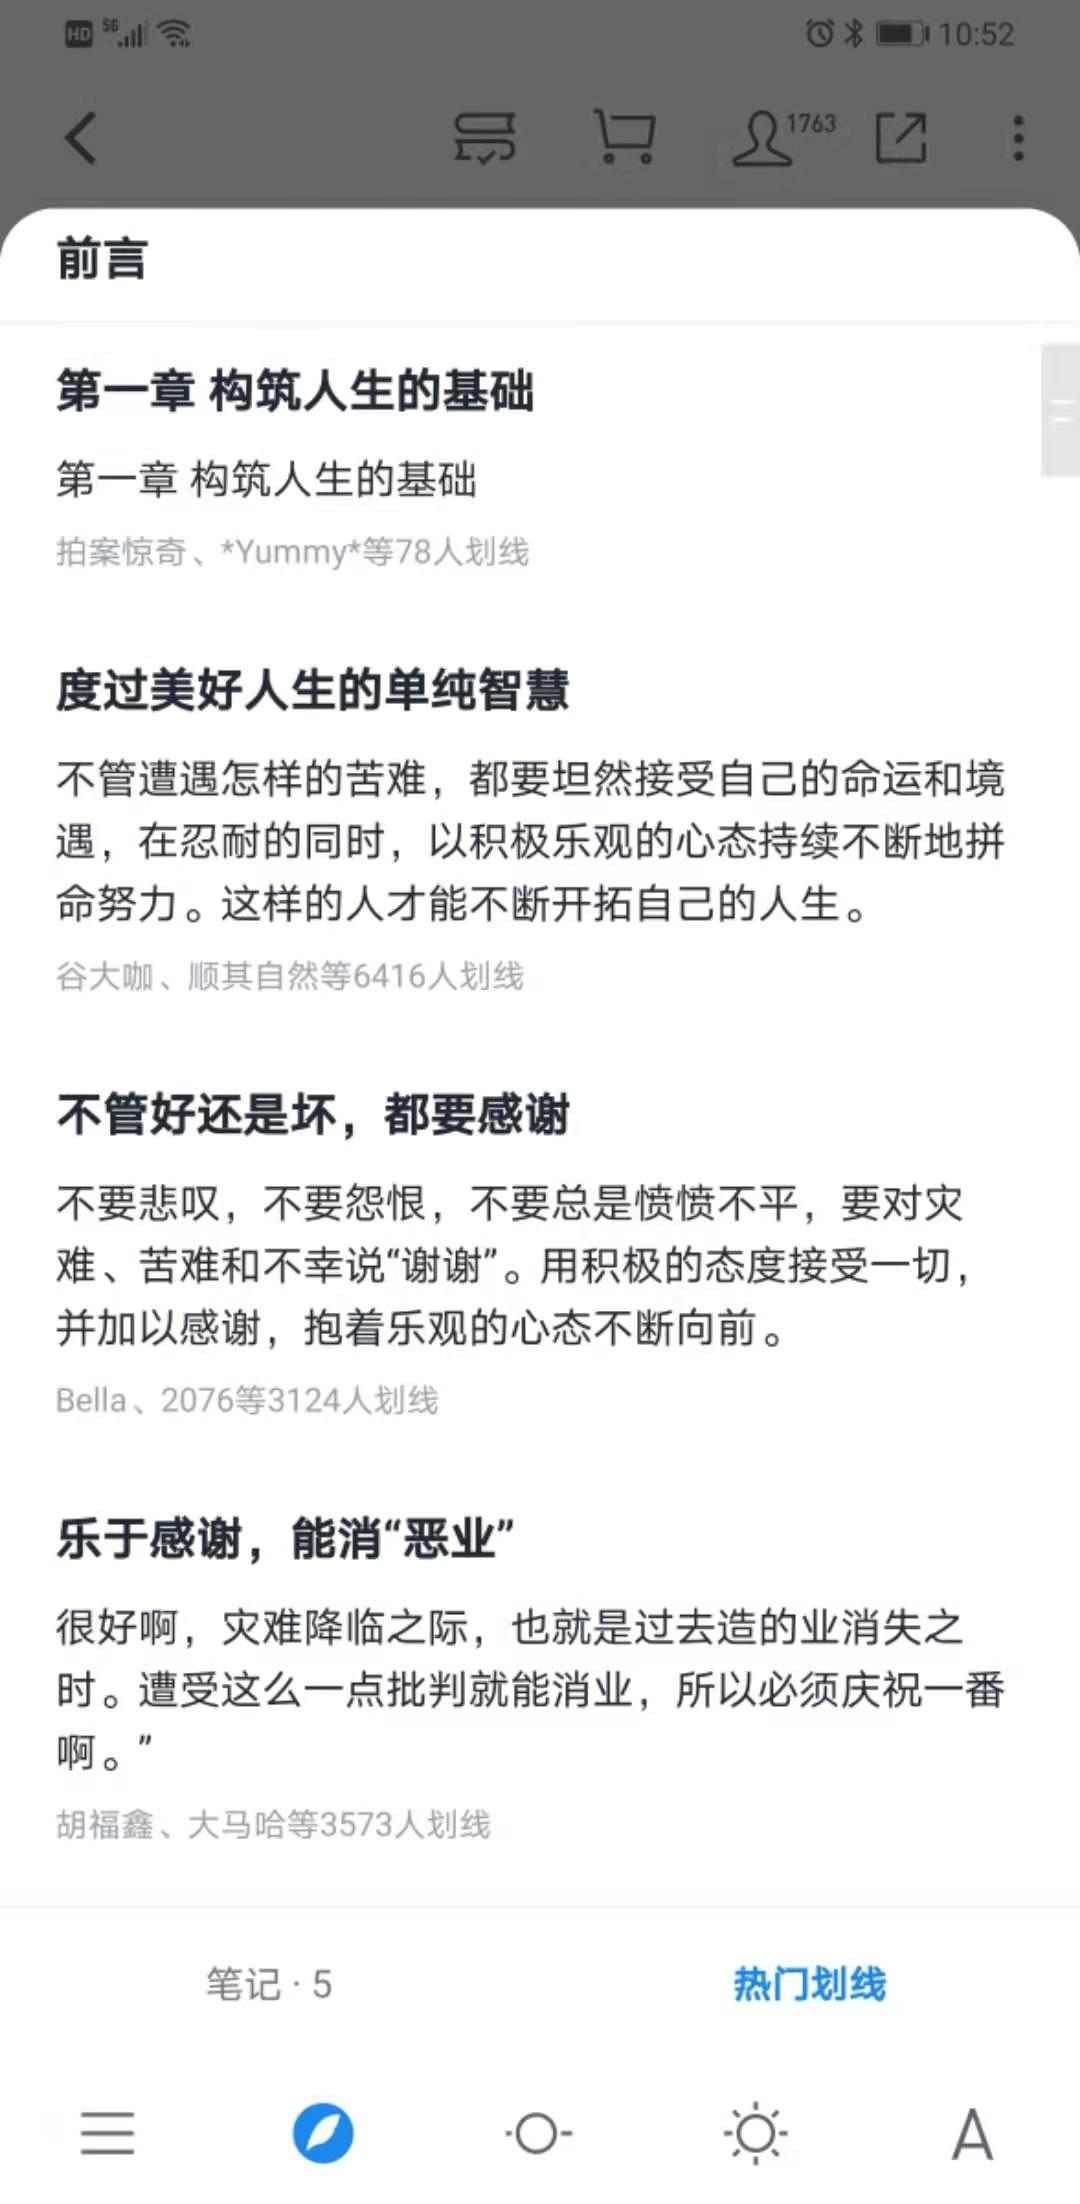 HD 5G 10:52
1763
前言
第一章 构筑人生的基础
第一章 构筑人生的基础
拍案惊奇、*Yummy*等78人划线
度过美好人生的单纯智慧
不管遭遇怎样的苦难，都要坦然接受自己的命运和境
遇，在忍耐的同时，以积极乐观的心态持续不断地拼
命努力。这样的人才能不断开拓自己的人生。
谷大咖、顺其自然等6416人划线
不管好还是坏，都要感谢
不要悲叹，不要怨恨，不要总是愤愤不平，要对灾
难、苦难和不幸说“谢谢”。用积极的态度接受一切，
并加以感谢，抱着乐观的心态不断向前。
Bella、2076等3124人划线
乐于感谢，能消“恶业”
很好啊，灾难降临之际，也就是过去造的业消失之
时。遭受这么一点批判就能消业，所以必须庆祝一番
啊。”
胡福鑫、大马哈等3573人划线
笔记 · 5 热门划线
A